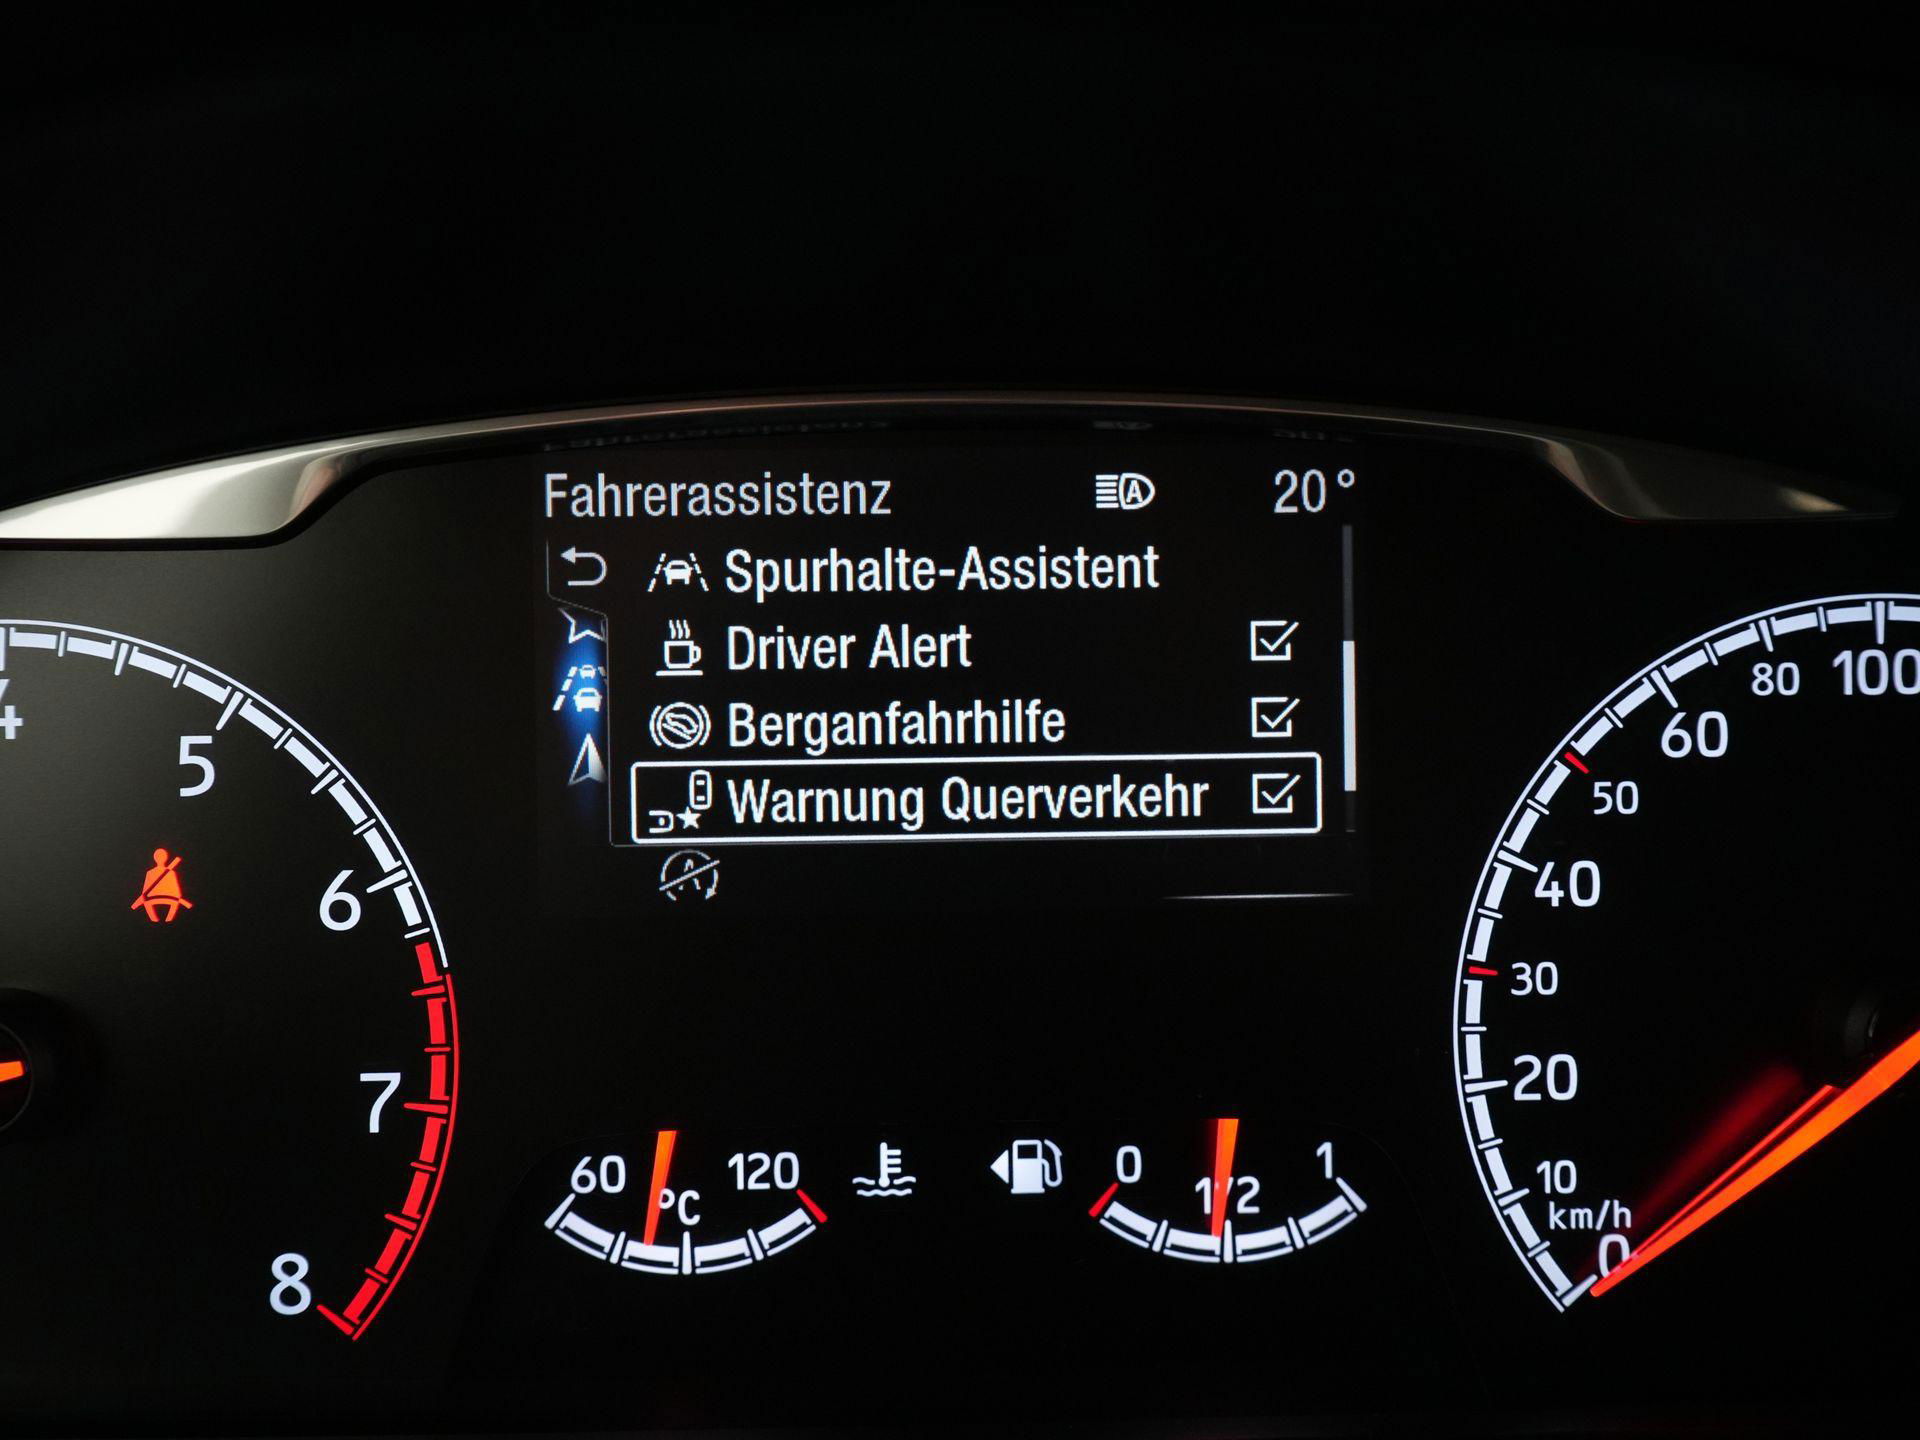 Fahrerassistenz 20°
Spurhalte-Assistent
Driver Alert
Berganfahrhilfe
Warnung Querverkehr
5
6
7
8
60 °C 120
0 1/2 1
100
80
60
50
40
30
20
10
km/h
0